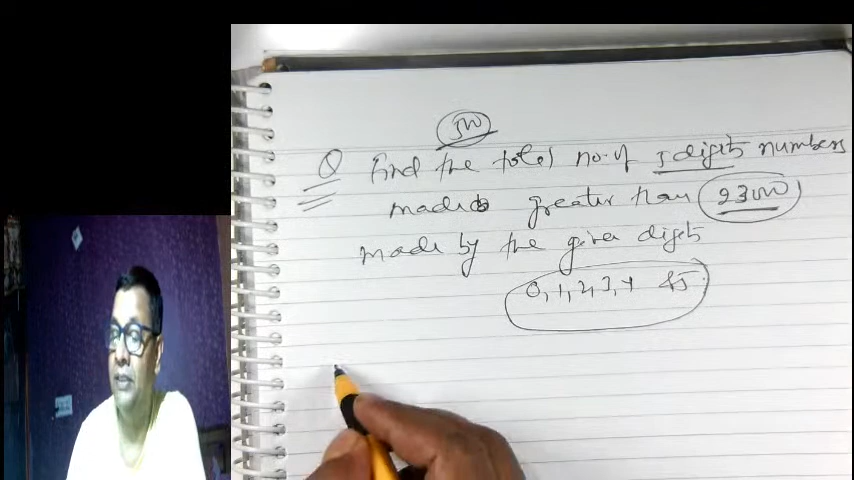 Q Find the total no. of 5 digits numbers
made greater than 23000
made by the given digits
0, 1, 2, 3, 4 & 5